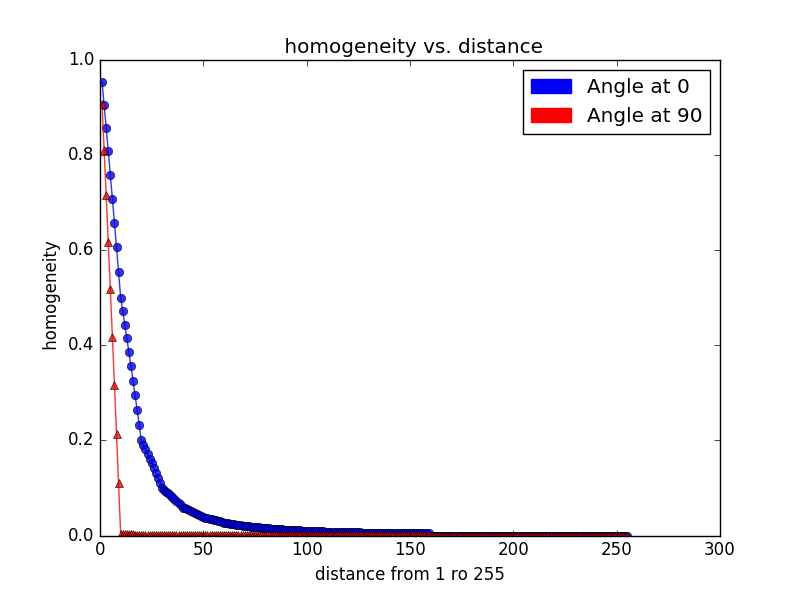 homogeneity vs. distance
Angle at 0
Angle at 90
1.0
0.8
0.6
0.4
0.2
0.0
homogeneity
0 50 100 150 200 250 300
distance from 1 ro 255